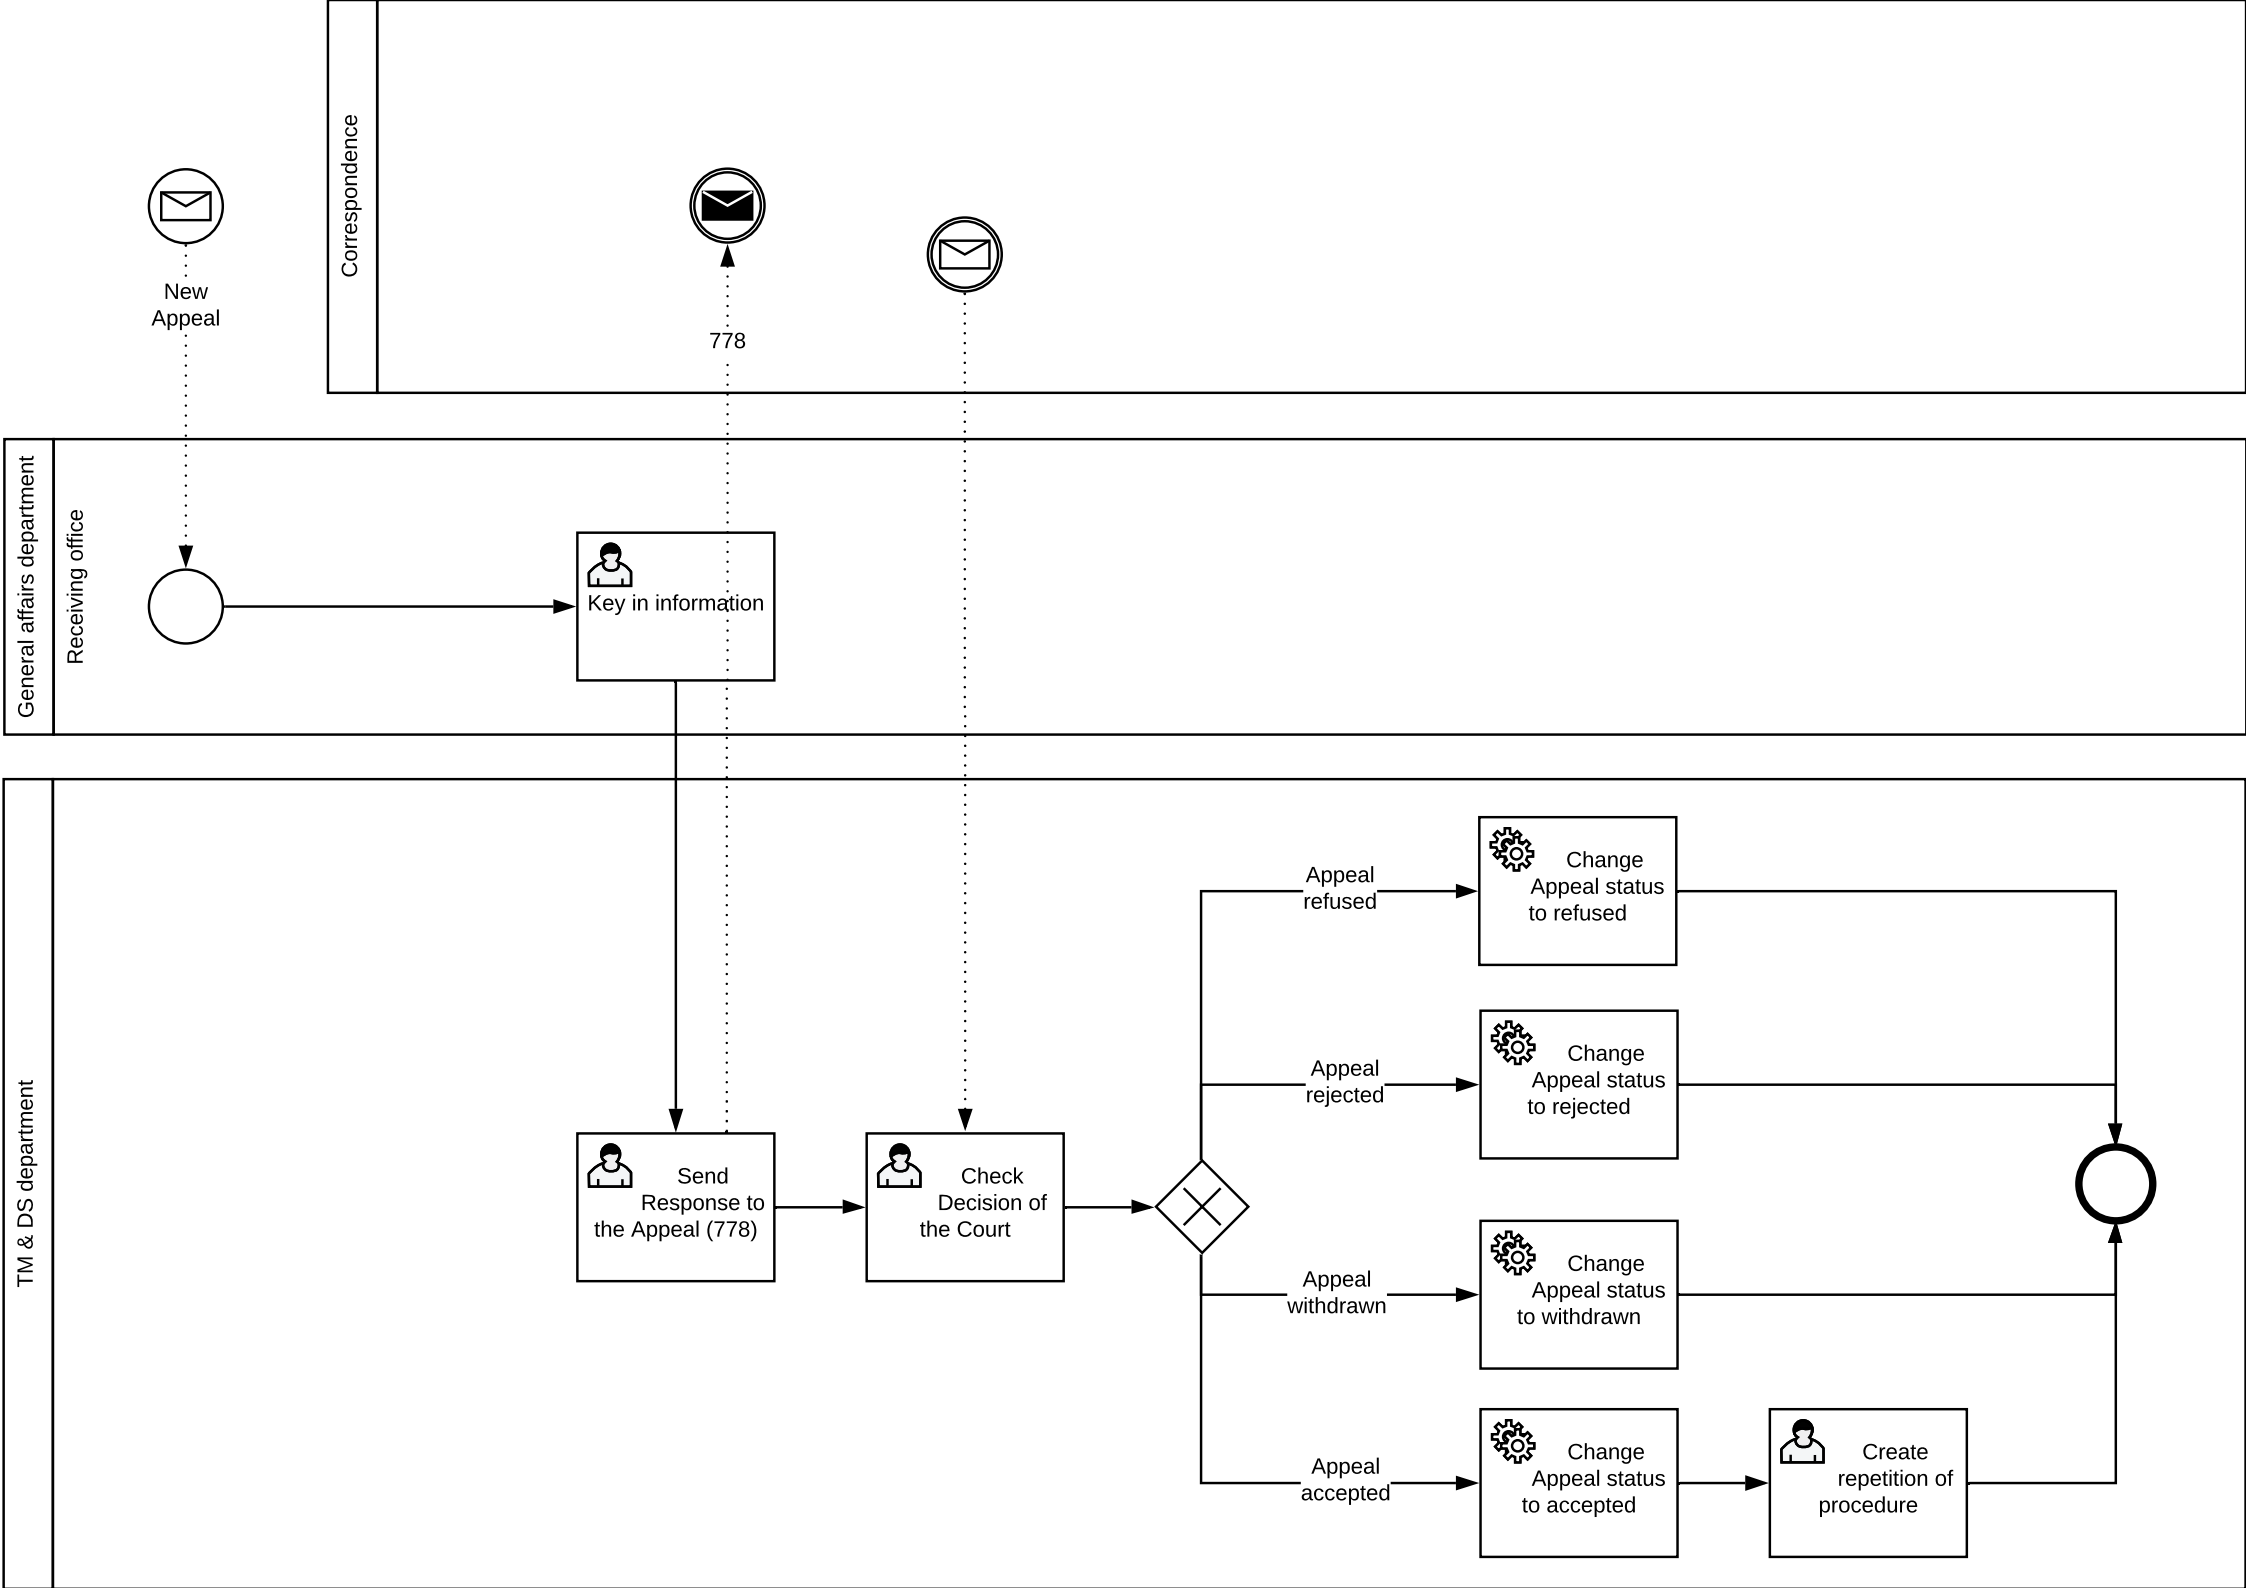 Correspondence
New
Appeal
778
General affairs department
Receiving office
Key in information
TM & DS department
Send
Response to
the Appeal (778)
Check
Decision of
the Court
Appeal
refused
Change
Appeal status
to refused
Appeal
rejected
Change
Appeal status
to rejected
Appeal
withdrawn
Change
Appeal status
to withdrawn
Appeal
accepted
Change
Appeal status
to accepted
Create
repetition of
procedure